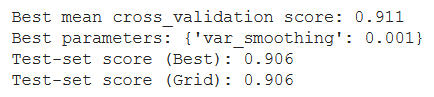 Best mean cross_validation score: 0.911
Best parameters: {'var_smoothing': 0.001}
Test-set score (Best): 0.906
Test-set score (Grid): 0.906